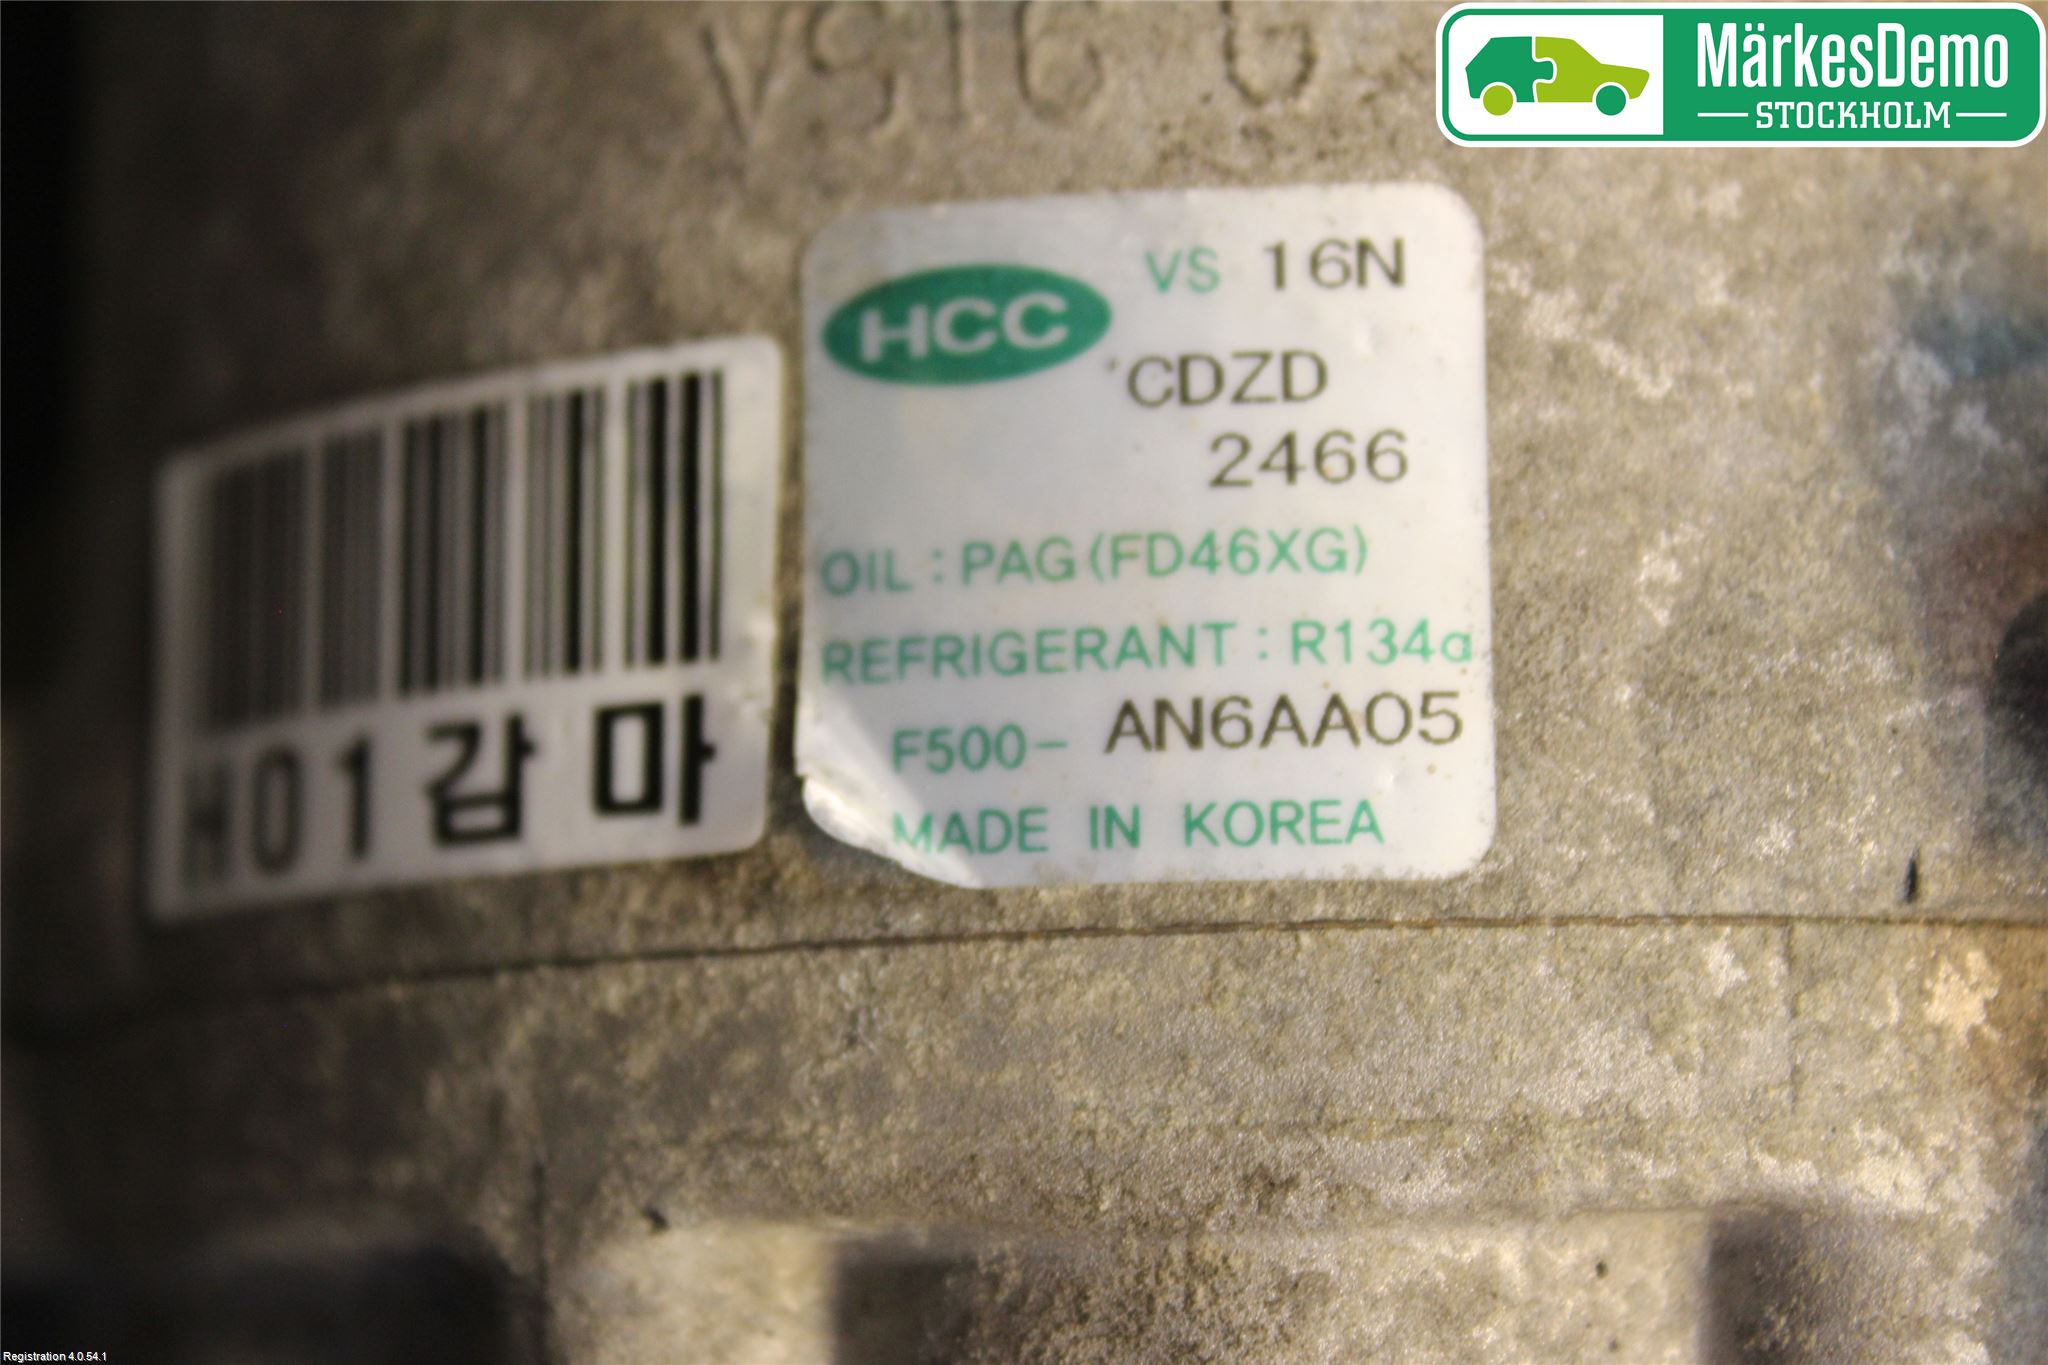 VS16 G
MärkesDemo
STOCKHOLM
HCC
VS 16N
CDZD
2466
OIL : PAG (FD46XG)
REFRIGERANT : R134a
F500- AN6AA05
MADE IN KOREA
H01감마
Registration 4.0.54.1